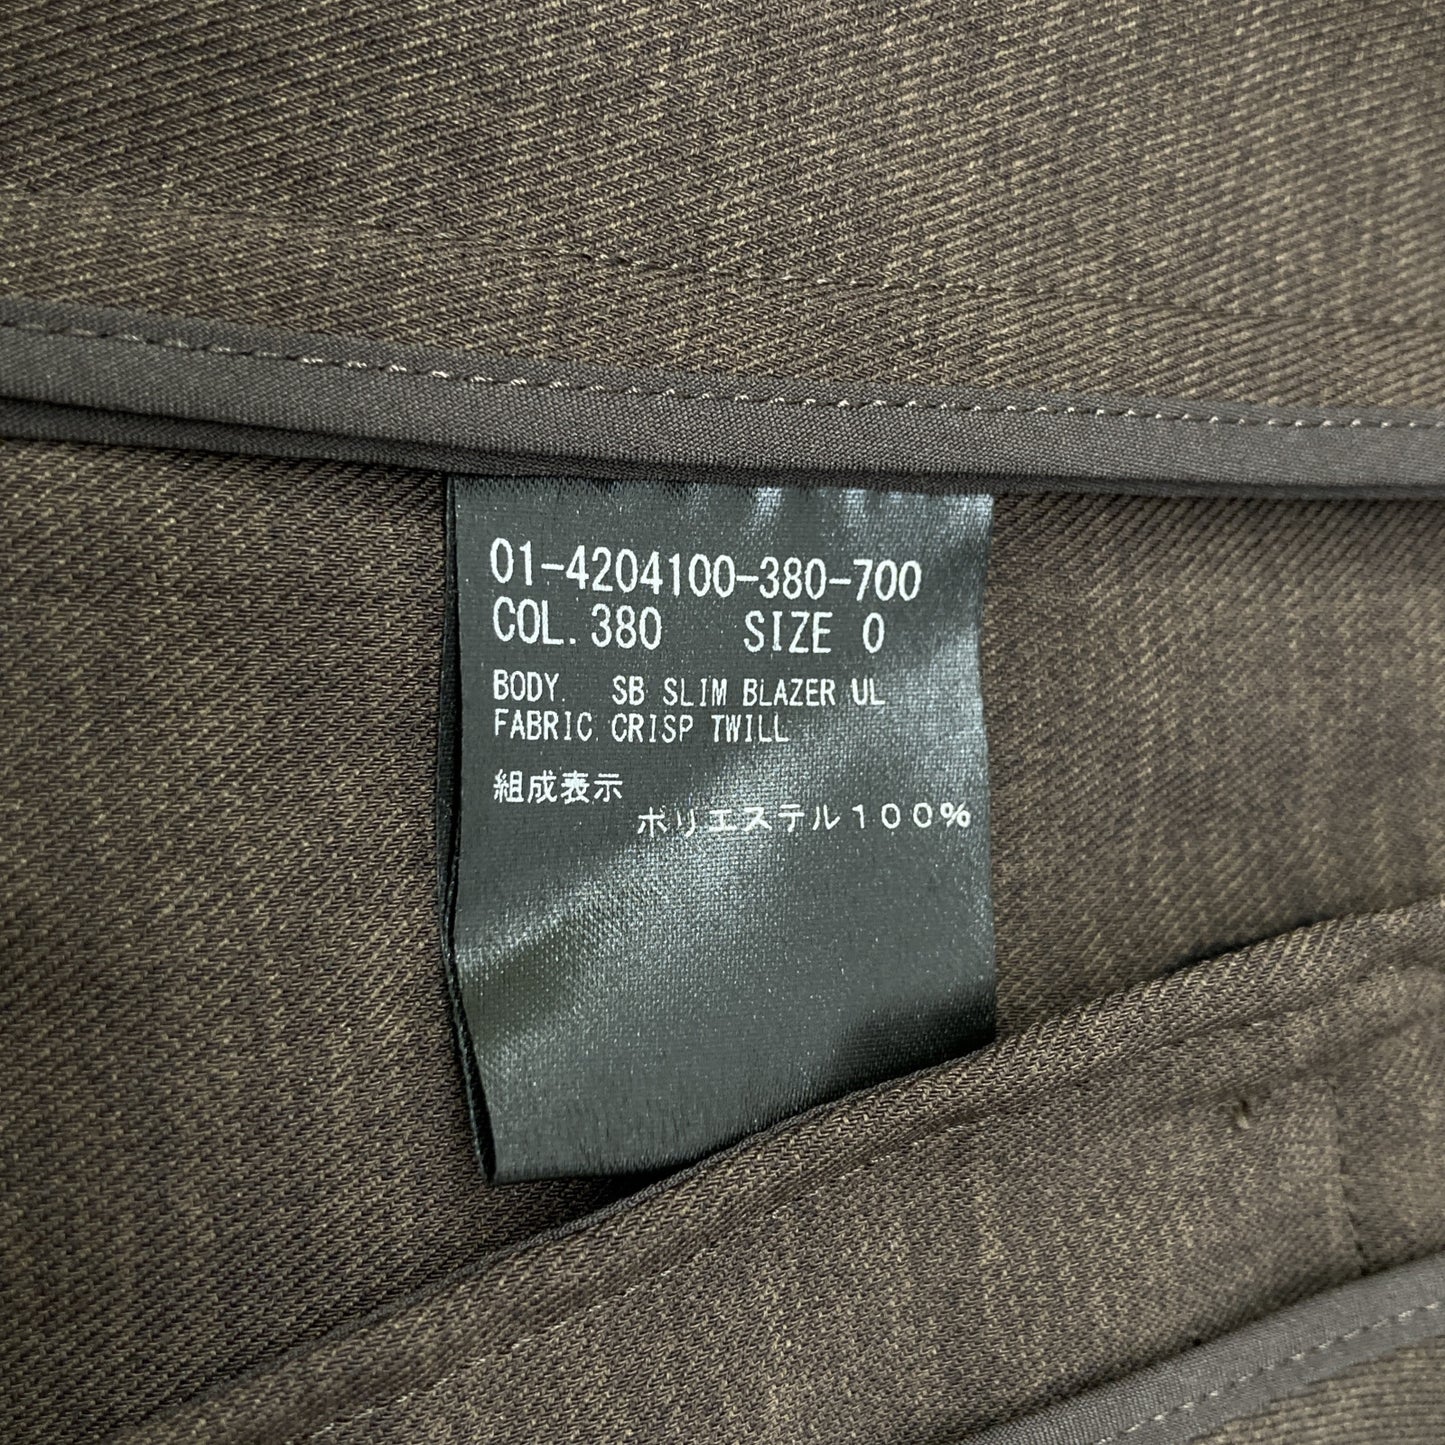 01-4204100-380-700
COL. 380 SIZE 0
BODY. SB SLIM BLAZER UL
FABRIC CRISP TWILL
組成表示
ポリエステル100%